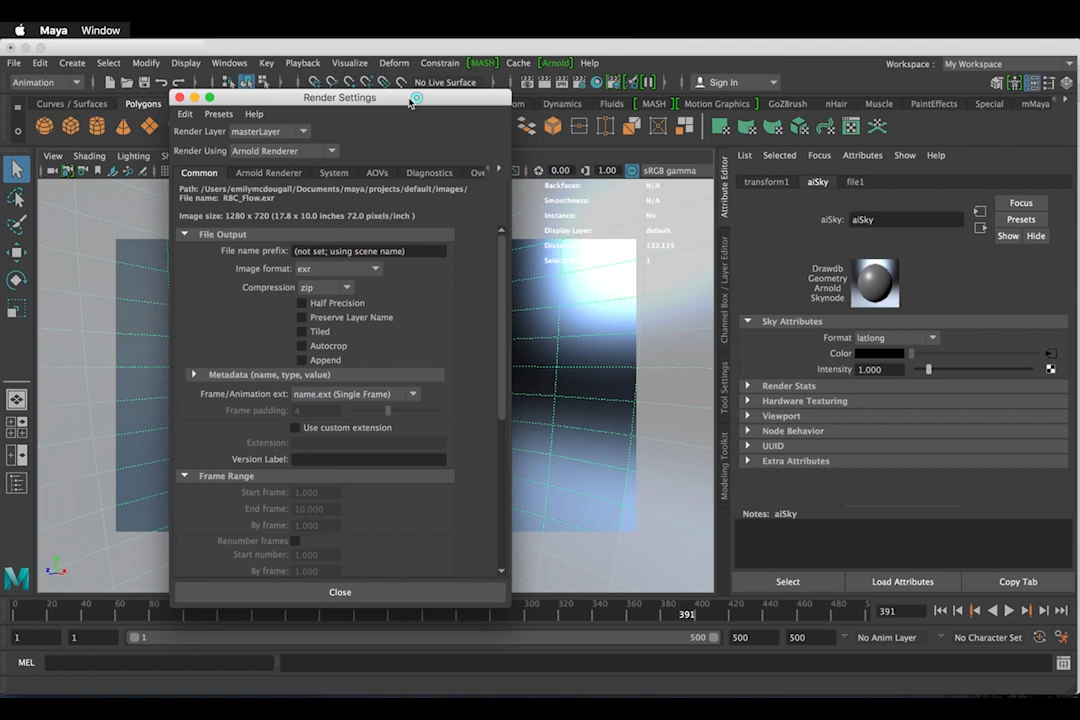 Maya Window
File Edit Create Select Modify Display Windows Key Playback Visualize Deform Constrain [MASH] Cache [Arnold] Help Workspace : My Workspace
Animation No Live Surface Sign In
Render Settings
Curves / Surfaces Polygons Dynamics Fluids [ MASH ] [ Motion Graphics ] GoZBrush nHair Muscle PaintEffects Special mMaya
Edit Presets Help
Render Layer masterLayer
Render Using Arnold Renderer
View Shading Lighting
0.00 1.00 sRGB gamma
Common Arnold Renderer System AOVs Diagnostics
Path: /Users/emilymcdougall/Documents/maya/projects/default/images/
File name: RBC_Flow.exr
Image size: 1280 x 720 (17.8 x 10.0 inches 72.0 pixels/inch )
File Output
File name prefix: (not set; using scene name)
Image format: exr
Compression zip
Half Precision
Preserve Layer Name
Tiled
Autocrop
Append
Metadata (name, type, value)
Frame/Animation ext: name.ext (Single Frame)
Frame padding: 4
Use custom extension
Extension:
Version Label:
Frame Range
Start frame: 1.000
End frame: 10.000
By frame: 1.000
Renumber frames
Start number: 1.000
By frame: 1.000
Close
Backfaces: N/A
Smoothness: N/A
Instance: No
Display Layer: default
132.135
1
Attribute Editor
Channel Box / Layer Editor
Tool Settings
Modeling Toolkit
List Selected Focus Attributes Show Help
transform1 aiSky file1
Focus
Presets
Show Hide
aiSky: aiSky
Drawdb
Geometry
Arnold
Skynode
Sky Attributes
Format latlong
Color
Intensity 1.000
Render Stats
Hardware Texturing
Viewport
Node Behavior
UUID
Extra Attributes
Notes: aiSky
Select Load Attributes Copy Tab
0 20 40 60 80 340 360 380 400 420 440 460 480
391 391
1 1 1 500 500 500 No Anim Layer No Character Set
MEL